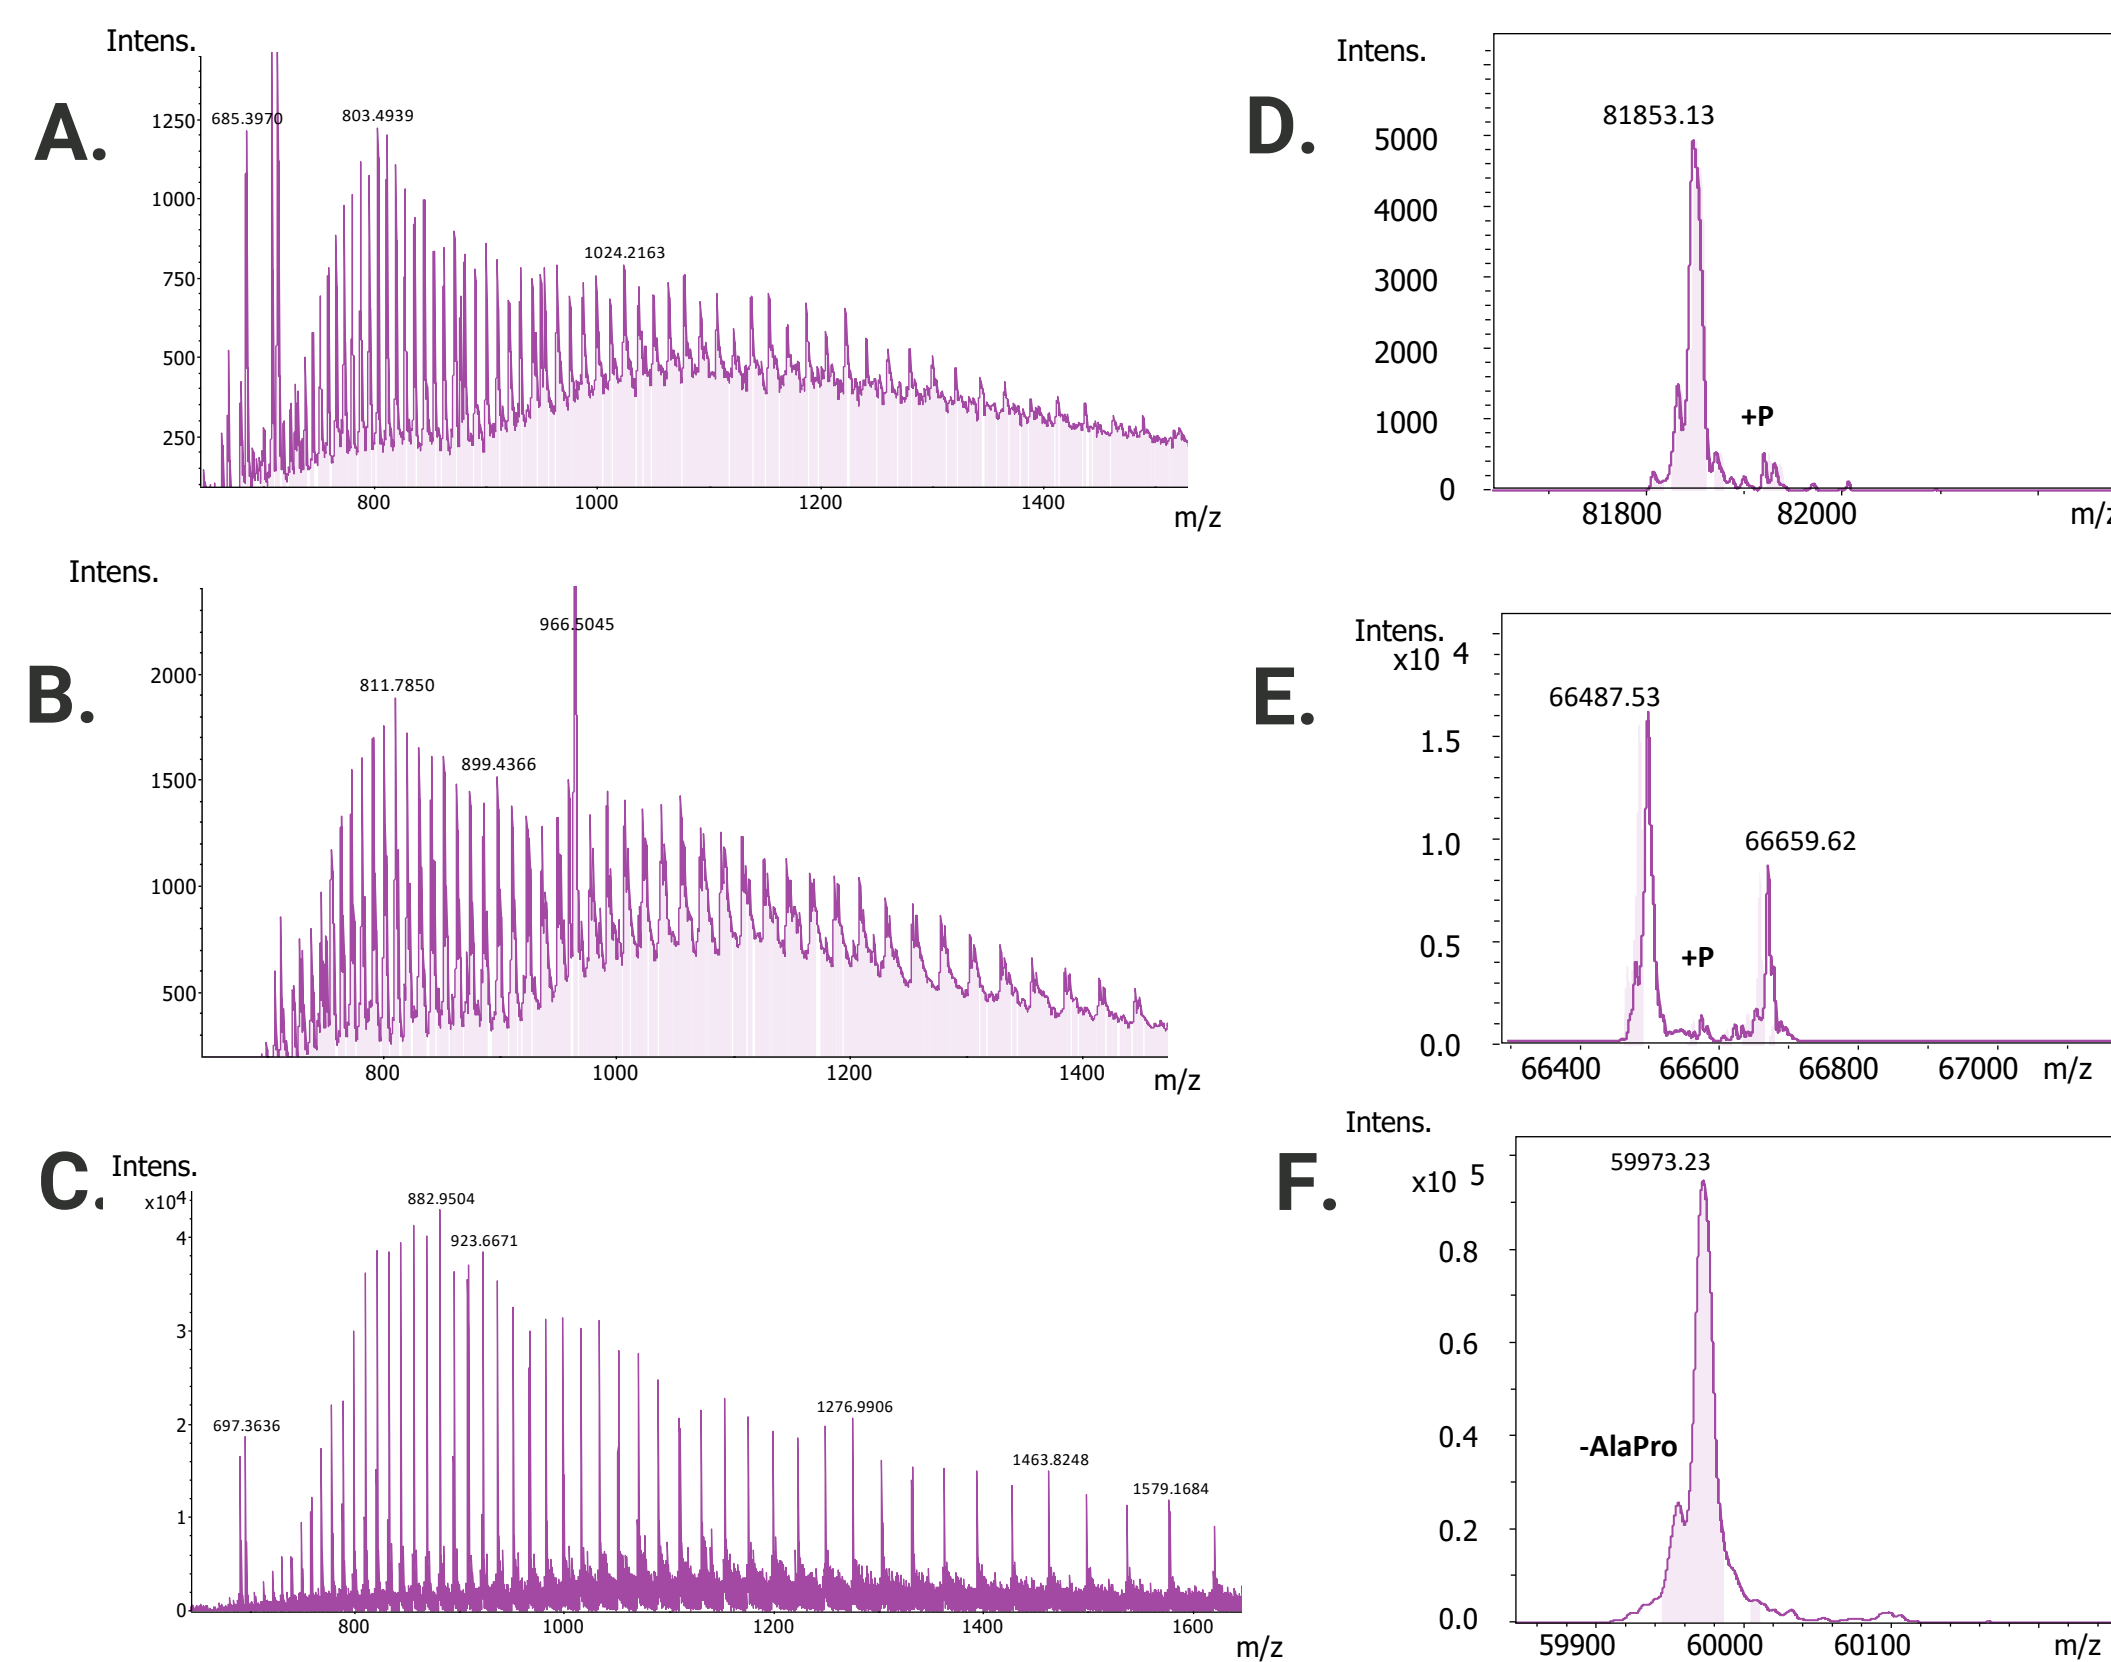 A.
Intens.
1250
1000
750
500
250
685.3970
803.4939
1024.2163
800
1000
1200
1400
m/z
D.
Intens.
5000
4000
3000
2000
1000
0
81853.13
+P
81800
82000
m/z
B.
Intens.
2000
1500
1000
500
811.7850
899.4366
966.5045
800
1000
1200
1400
m/z
E.
Intens.
x10 4
1.5
1.0
0.5
0.0
66487.53
+P
66659.62
66400
66600
66800
67000
m/z
C.
Intens.
x10⁴
4
3
2
1
0
697.3636
882.9504
923.6671
1276.9906
1463.8248
1579.1684
800
1000
1200
1400
1600
m/z
F.
Intens.
x10 5
0.8
0.6
0.4
0.2
0.0
59973.23
-AlaPro
59900
60000
60100
m/z